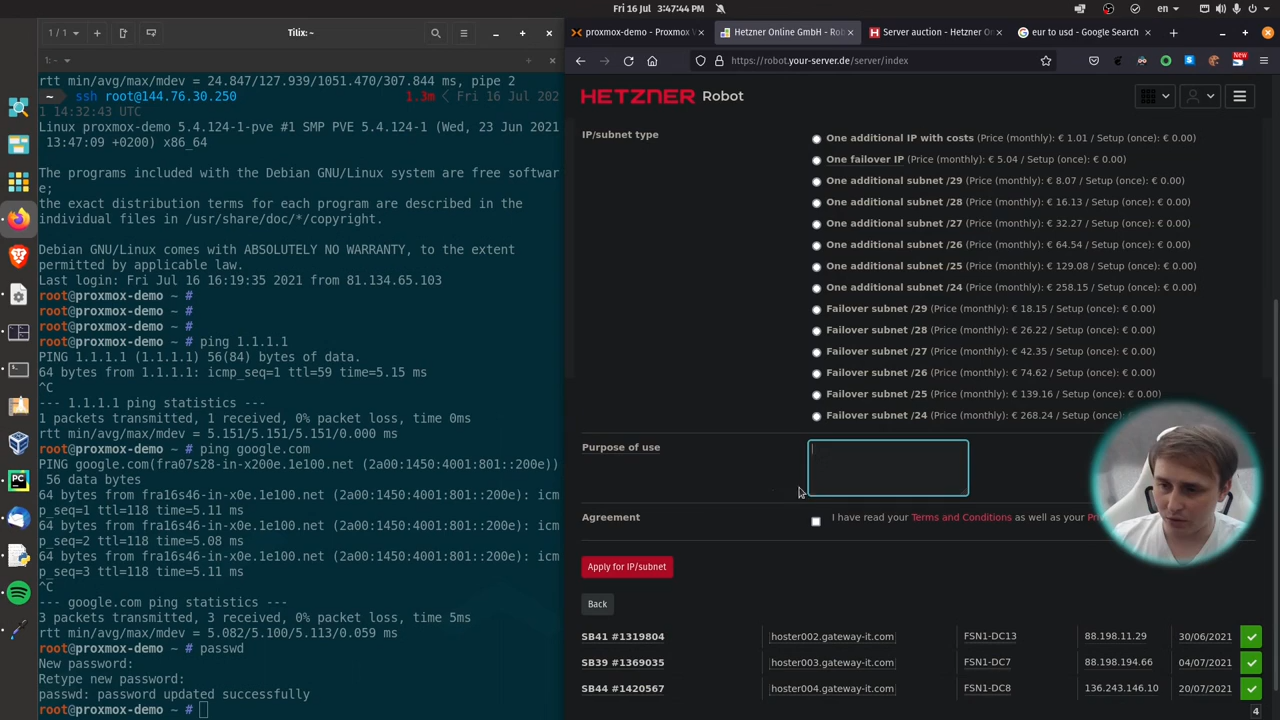 Fri 16 Jul 3:47:44 PM
en
1 / 1
Tilix: ~
1: ~
rtt min/avg/max/mdev = 24.847/127.939/1051.470/307.844 ms, pipe 2
~ ssh root@144.76.30.250 1.3m < Fri 16 Jul 202
1 14:32:43 UTC
Linux proxmox-demo 5.4.124-1-pve #1 SMP PVE 5.4.124-1 (Wed, 23 Jun 2021
13:47:09 +0200) x86_64
The programs included with the Debian GNU/Linux system are free softwar
e;
the exact distribution terms for each program are described in the
individual files in /usr/share/doc/*/copyright.
Debian GNU/Linux comes with ABSOLUTELY NO WARRANTY, to the extent
permitted by applicable law.
Last login: Fri Jul 16 16:19:35 2021 from 81.134.65.103
root@proxmox-demo ~ #
root@proxmox-demo ~ #
root@proxmox-demo ~ #
root@proxmox-demo ~ # ping 1.1.1.1
PING 1.1.1.1 (1.1.1.1) 56(84) bytes of data.
64 bytes from 1.1.1.1: icmp_seq=1 ttl=59 time=5.15 ms
^C
--- 1.1.1.1 ping statistics ---
1 packets transmitted, 1 received, 0% packet loss, time 0ms
rtt min/avg/max/mdev = 5.151/5.151/5.151/0.000 ms
root@proxmox-demo ~ # ping google.com
PING google.com(fra07s28-in-x200e.1e100.net (2a00:1450:4001:801::200e))
56 data bytes
64 bytes from fra16s46-in-x0e.1e100.net (2a00:1450:4001:801::200e): icm
p_seq=1 ttl=118 time=5.11 ms
64 bytes from fra16s46-in-x0e.1e100.net (2a00:1450:4001:801::200e): icm
p_seq=2 ttl=118 time=5.08 ms
64 bytes from fra16s46-in-x0e.1e100.net (2a00:1450:4001:801::200e): icm
p_seq=3 ttl=118 time=5.11 ms
^C
--- google.com ping statistics ---
3 packets transmitted, 3 received, 0% packet loss, time 5ms
rtt min/avg/max/mdev = 5.082/5.100/5.113/0.059 ms
root@proxmox-demo ~ # passwd
New password:
Retype new password:
passwd: password updated successfully
root@proxmox-demo ~ #
proxmox-demo - Proxmox V
Hetzner Online GmbH - Rob
Server auction - Hetzner On
eur to usd - Google Search
https://robot.your-server.de/server/index
New
HETZNER Robot
IP/subnet type
One additional IP with costs (Price (monthly): € 1.01 / Setup (once): € 0.00)
One failover IP (Price (monthly): € 5.04 / Setup (once): € 0.00)
One additional subnet /29 (Price (monthly): € 8.07 / Setup (once): € 0.00)
One additional subnet /28 (Price (monthly): € 16.13 / Setup (once): € 0.00)
One additional subnet /27 (Price (monthly): € 32.27 / Setup (once): € 0.00)
One additional subnet /26 (Price (monthly): € 64.54 / Setup (once): € 0.00)
One additional subnet /25 (Price (monthly): € 129.08 / Setup (once): € 0.00)
One additional subnet /24 (Price (monthly): € 258.15 / Setup (once): € 0.00)
Failover subnet /29 (Price (monthly): € 18.15 / Setup (once): € 0.00)
Failover subnet /28 (Price (monthly): € 26.22 / Setup (once): € 0.00)
Failover subnet /27 (Price (monthly): € 42.35 / Setup (once): € 0.00)
Failover subnet /26 (Price (monthly): € 74.62 / Setup (once): € 0.00)
Failover subnet /25 (Price (monthly): € 139.16 / Setup (once): € 0.00)
Failover subnet /24 (Price (monthly): € 268.24 / Setup (once): €
Purpose of use
Agreement
I have read your Terms and Conditions as well as your
Apply for IP/subnet
Back
SB41 #1319804 hoster002.gateway-it.com FSN1-DC13 88.198.11.29 30/06/2021
SB39 #1369035 hoster003.gateway-it.com FSN1-DC7 88.198.194.66 04/07/2021
SB44 #1420567 hoster004.gateway-it.com FSN1-DC8 136.243.146.10 20/07/2021
4